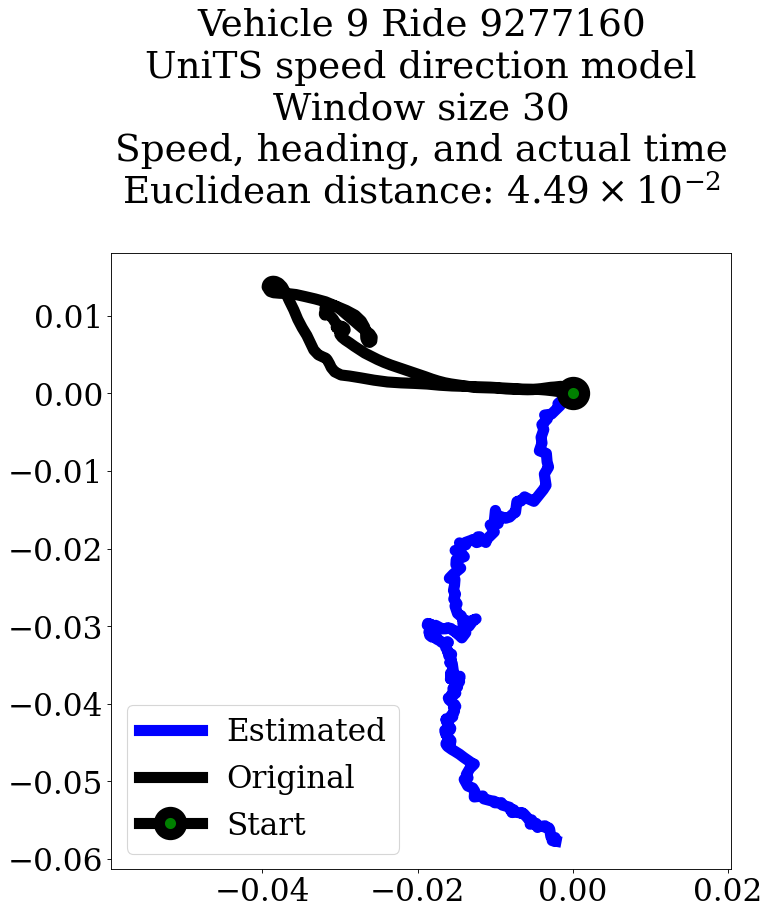 Vehicle 9 Ride 9277160
UniTS speed direction model
Window size 30
Speed, heading, and actual time
Euclidean distance: 4.49 × 10⁻²
0.01
0.00
−0.01
−0.02
−0.03
−0.04
−0.05
−0.06
Estimated
Original
Start
−0.04 −0.02 0.00 0.02